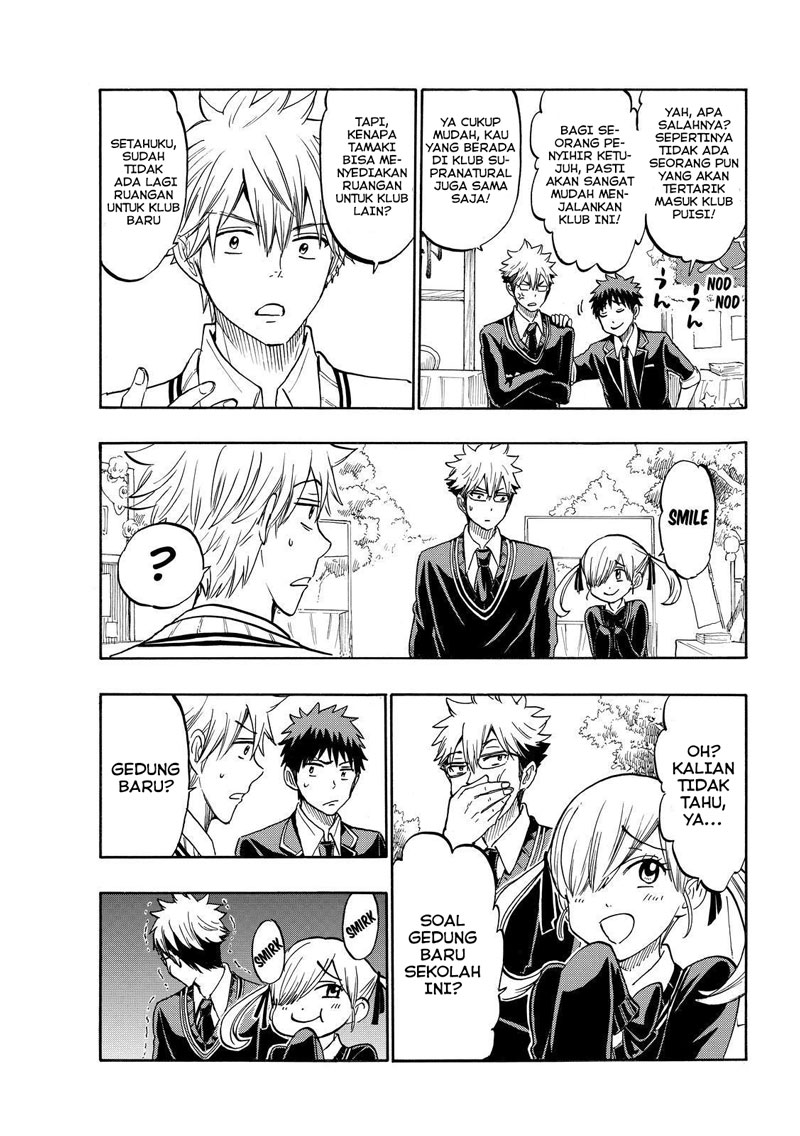 YAH, APA
SALAHNYA?
SEPERTINYA
TIDAK ADA
SEORANG PUN
YANG AKAN
TERTARIK
MASUK KLUB
PUISI!
BAGI SE-
ORANG PE-
NYIHIR KETU-
JUH, PASTI
AKAN SANGAT
MUDAH MEN-
JALANKAN
KLUB INI!
YA CUKUP
MUDAH, KAU
YANG BERADA
DI KLUB SU-
PRANATURAL
JUGA SAMA
SAJA!
NOD
NOD
うん
うん
TAPI,
KENAPA
TAMAKI
BISA ME-
NYEDIAKAN
RUANGAN
UNTUK KLUB
LAIN?
SETAHUKU,
SUDAH
TIDAK
ADA LAGI
RUANGAN
UNTUK KLUB
BARU
SMILE
?
OH?
KALIAN
TIDAK
TAHU,
YA...
SOAL
GEDUNG
BARU
SEKOLAH
INI?
GEDUNG
BARU?
SMIRK
SMIRK